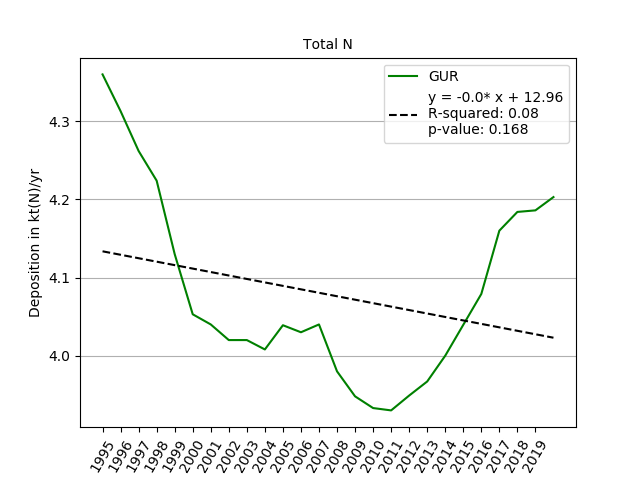 Total N
GUR
y = -0.0* x + 12.96
R-squared: 0.08
p-value: 0.168
Deposition in kt(N)/yr
4.3
4.2
4.1
4.0
1995 1996 1997 1998 1999 2000 2001 2002 2003 2004 2005 2006 2007 2008 2009 2010 2011 2012 2013 2014 2015 2016 2017 2018 2019